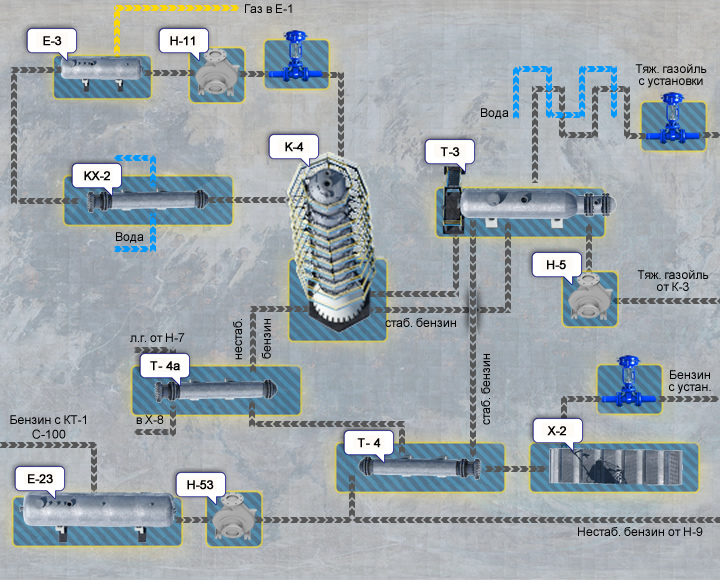 Газ в Е-1
Е-3
Н-11
Тяж. газойль
с установки
Вода
К-4
Т-3
КХ-2
Вода
Н-5
Тяж. газойль
от К-3
стаб. бензин
нестаб.
бензин
л.г. от Н-7
Т- 4а
стаб. бензин
Бензин
с устан.
Бензин с КТ-1
С-100
в Х-8
Т- 4
Х-2
Е-23
Н-53
Нестаб. бензин от Н-9